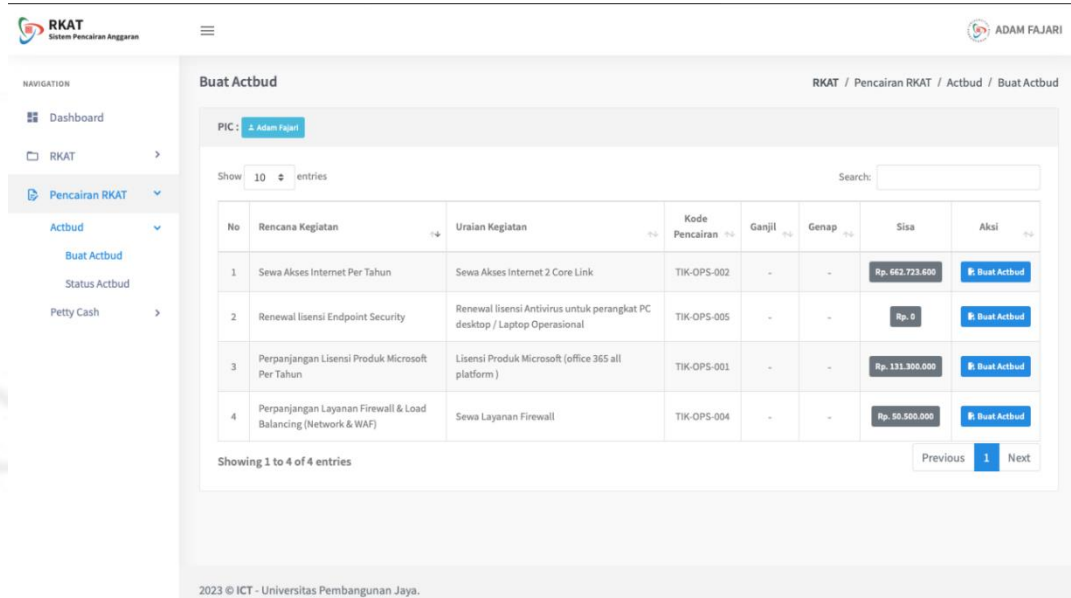 RKAT
Sistem Pencairan Anggaran
ADAM FAJARI
NAVIGATION
Dashboard
RKAT
Pencairan RKAT
Actbud
Buat Actbud
Status Actbud
Petty Cash
Buat Actbud
RKAT / Pencairan RKAT / Actbud / Buat Actbud
PIC : Adam Fajari
Show 10 entries
Search:
No Rencana Kegiatan Uraian Kegiatan Kode Pencairan Ganjil Genap Sisa Aksi
1 Sewa Akses Internet Per Tahun Sewa Akses Internet 2 Core Link TIK-OPS-002 - - Rp. 662.723.600 Buat Actbud
2 Renewal lisensi Endpoint Security Renewal lisensi Antivirus untuk perangkat PC desktop / Laptop Operasional TIK-OPS-005 - - Rp. 0 Buat Actbud
3 Perpanjangan Lisensi Produk Microsoft Per Tahun Lisensi Produk Microsoft (office 365 all platform ) TIK-OPS-001 - - Rp. 131.300.000 Buat Actbud
4 Perpanjangan Layanan Firewall & Load Balancing (Network & WAF) Sewa Layanan Firewall TIK-OPS-004 - - Rp. 50.500.000 Buat Actbud
Showing 1 to 4 of 4 entries
Previous 1 Next
2023 © ICT - Universitas Pembangunan Jaya.